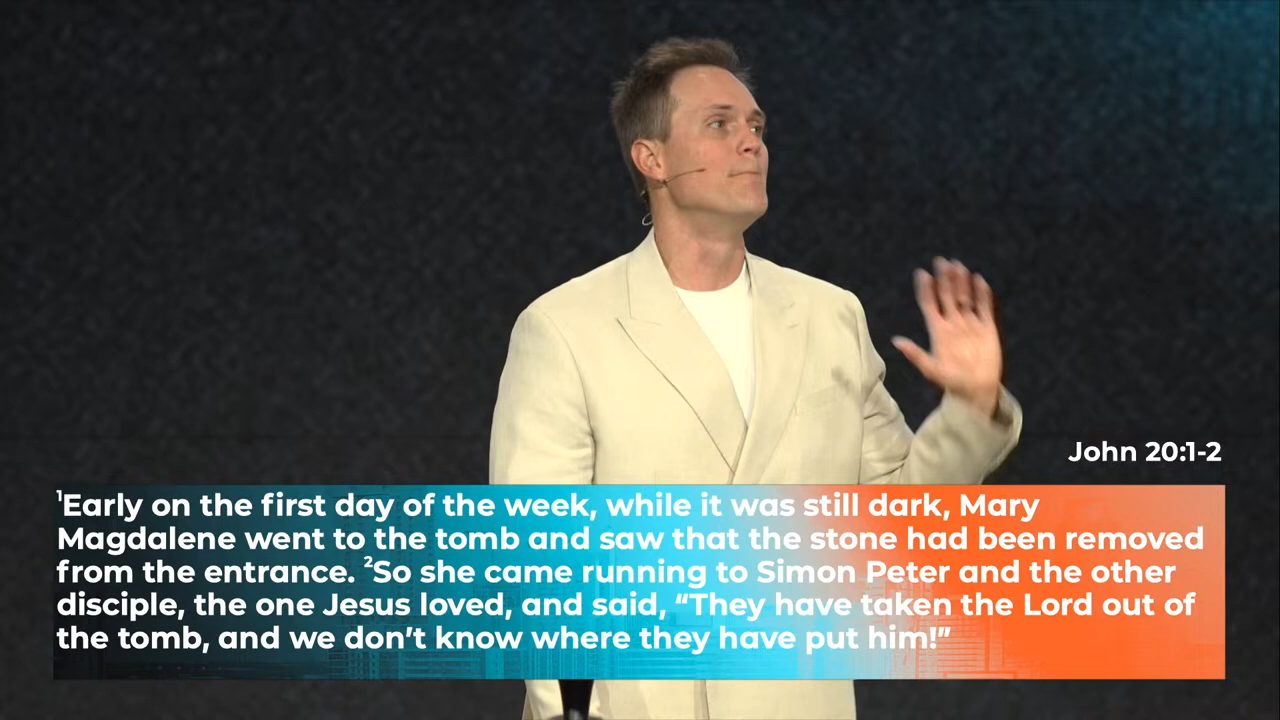 John 20:1-2
¹Early on the first day of the week, while it was still dark, Mary
Magdalene went to the tomb and saw that the stone had been removed
from the entrance. ²So she came running to Simon Peter and the other
disciple, the one Jesus loved, and said, “They have taken the Lord out of
the tomb, and we don’t know where they have put him!”